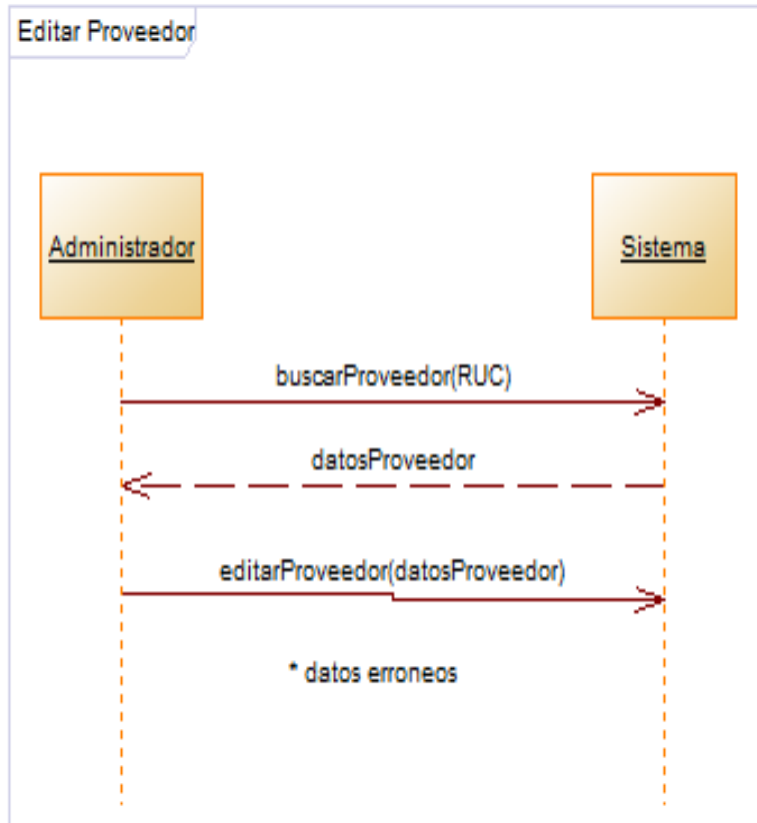 Editar Proveedor
Administrador
Sistema
buscarProveedor(RUC)
datosProveedor
editarProveedor(datosProveedor)
* datos erroneos